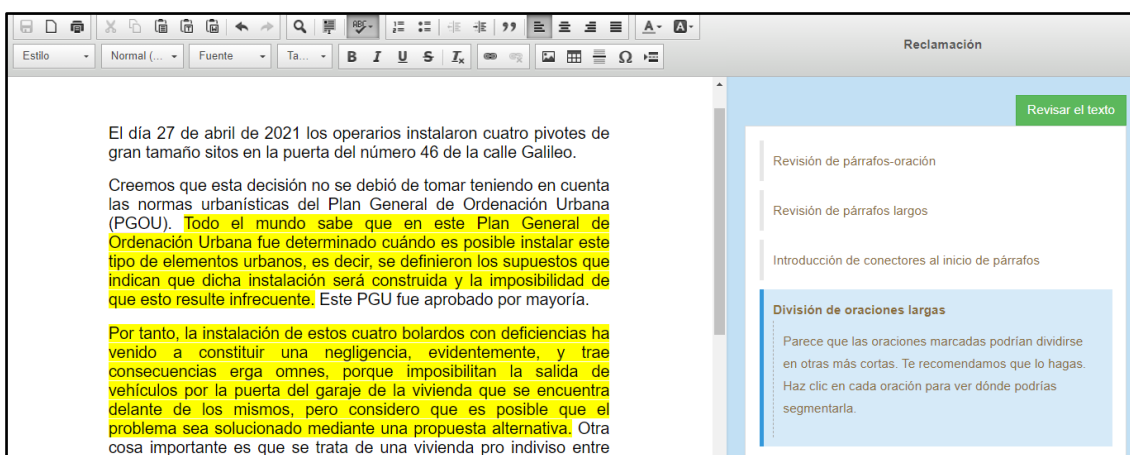 ABC
Estilo
Normal (...
Fuente
Ta...
B I U S Ix
Ω
A
A
Reclamación
Revisar el texto
El día 27 de abril de 2021 los operarios instalaron cuatro pivotes de
gran tamaño sitos en la puerta del número 46 de la calle Galileo.
Creemos que esta decisión no se debió de tomar teniendo en cuenta
las normas urbanísticas del Plan General de Ordenación Urbana
(PGOU). Todo el mundo sabe que en este Plan General de
Ordenación Urbana fue determinado cuándo es posible instalar este
tipo de elementos urbanos, es decir, se definieron los supuestos que
indican que dicha instalación será construida y la imposibilidad de
que esto resulte infrecuente. Este PGU fue aprobado por mayoría.
Por tanto, la instalación de estos cuatro bolardos con deficiencias ha
venido a constituir una negligencia, evidentemente, y trae
consecuencias erga omnes, porque imposibilitan la salida de
vehículos por la puerta del garaje de la vivienda que se encuentra
delante de los mismos, pero considero que es posible que el
problema sea solucionado mediante una propuesta alternativa. Otra
cosa importante es que se trata de una vivienda pro indiviso entre
Revisión de párrafos-oración
Revisión de párrafos largos
Introducción de conectores al inicio de párrafos
División de oraciones largas
Parece que las oraciones marcadas podrían dividirse
en otras más cortas. Te recomendamos que lo hagas.
Haz clic en cada oración para ver dónde podrías
segmentarla.